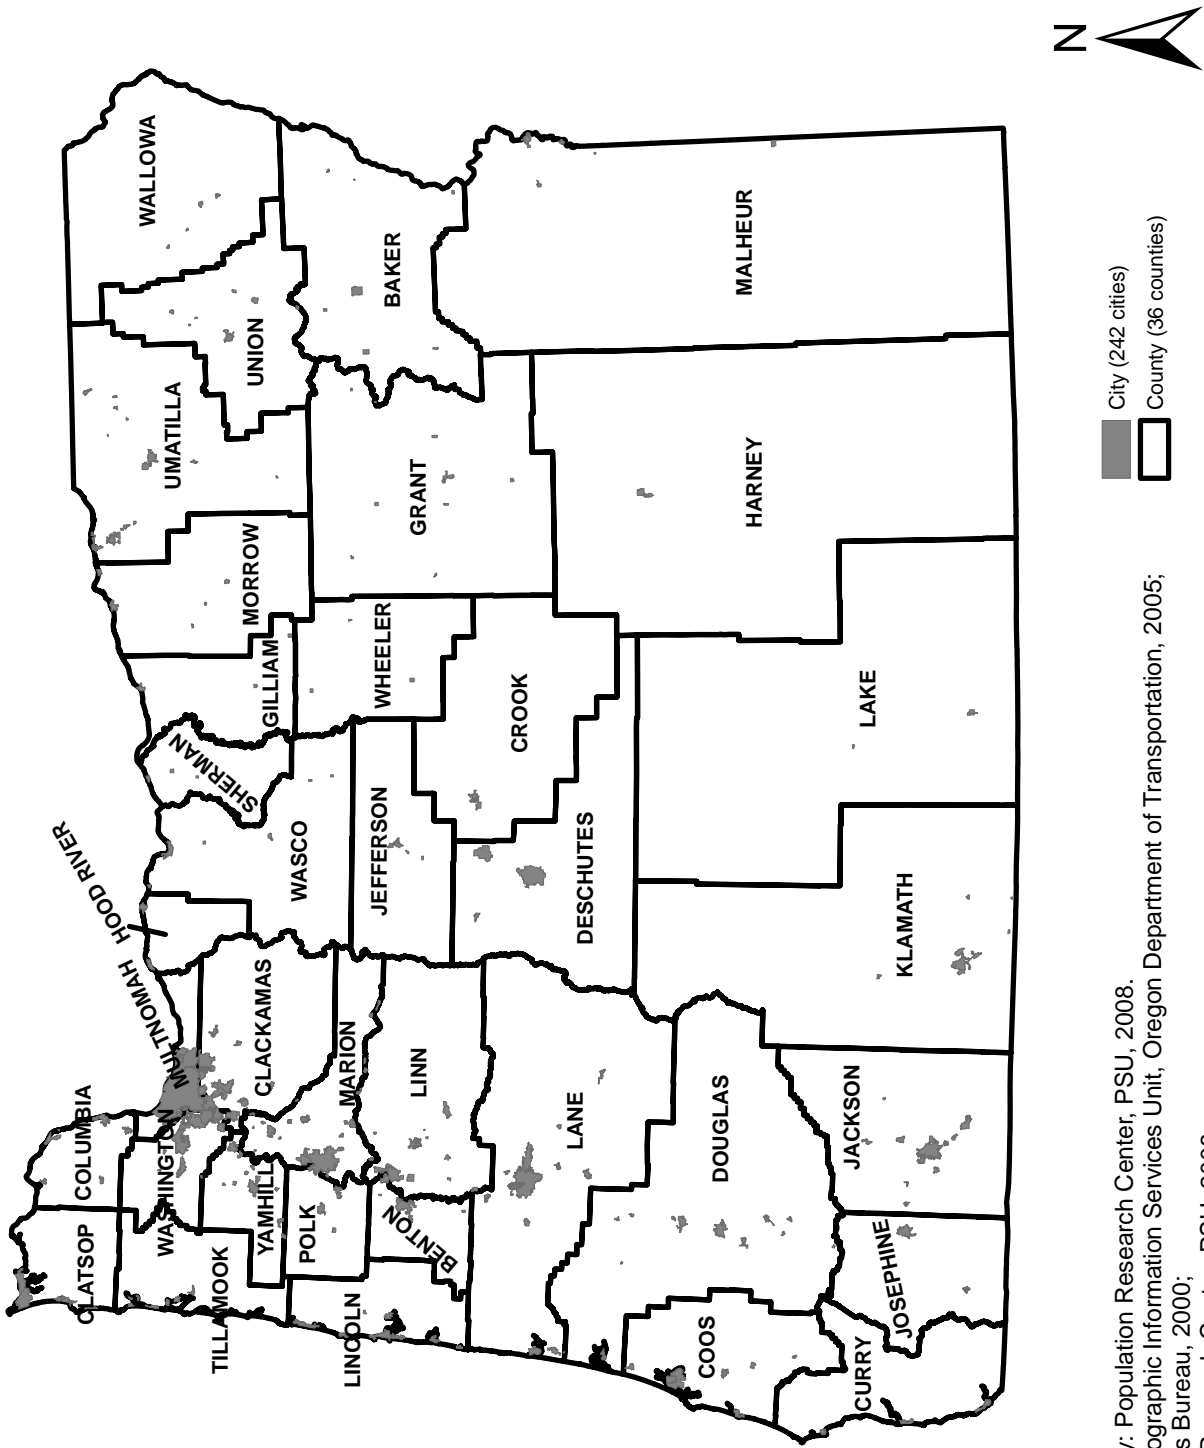 N
WALLOWA
UNION
UMATILLA
BAKER
MALHEUR
MORROW
GRANT
HARNEY
GILLIAM
WHEELER
SHERMAN
CROOK
LAKE
HOOD RIVER
WASCO
JEFFERSON
DESCHUTES
KLAMATH
MULTNOMAH
CLACKAMAS
MARION
LINN
LANE
DOUGLAS
JACKSON
COLUMBIA
WASHINGTON
YAMHILL
POLK
BENTON
CLATSOP
TILLAMOOK
LINCOLN
COOS
CURRY
JOSEPHINE
City (242 cities)
County (36 counties)
y: Population Research Center, PSU, 2008.
ographic Information Services Unit, Oregon Department of Transportation, 2005;
s Bureau, 2000;